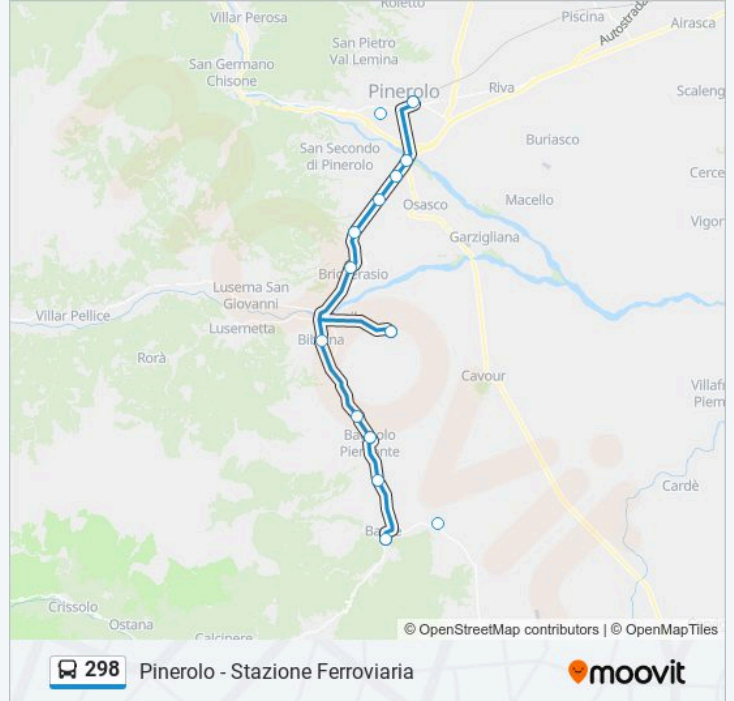 Roletto
Villar Perosa
Piscina
Airasca
Autostrada
San Pietro
Val Lemina
San Germano
Chisone
Pinerolo
Riva
Scaleng
Buriasco
San Secondo
di Pinerolo
Cerce
Macello
Osasco
Vigor
Garzigliana
Bricherasio
Luserna San
Giovanni
Villar Pellice
Lusernetta
Bibiana
Rorà
Cavour
Villafr
Piem
Bagnolo
Piemonte
Cardè
Barge
Crissolo
Ostana
Calcinere
© OpenStreetMap contributors | © OpenMapTiles
298 Pinerolo - Stazione Ferroviaria
moovit